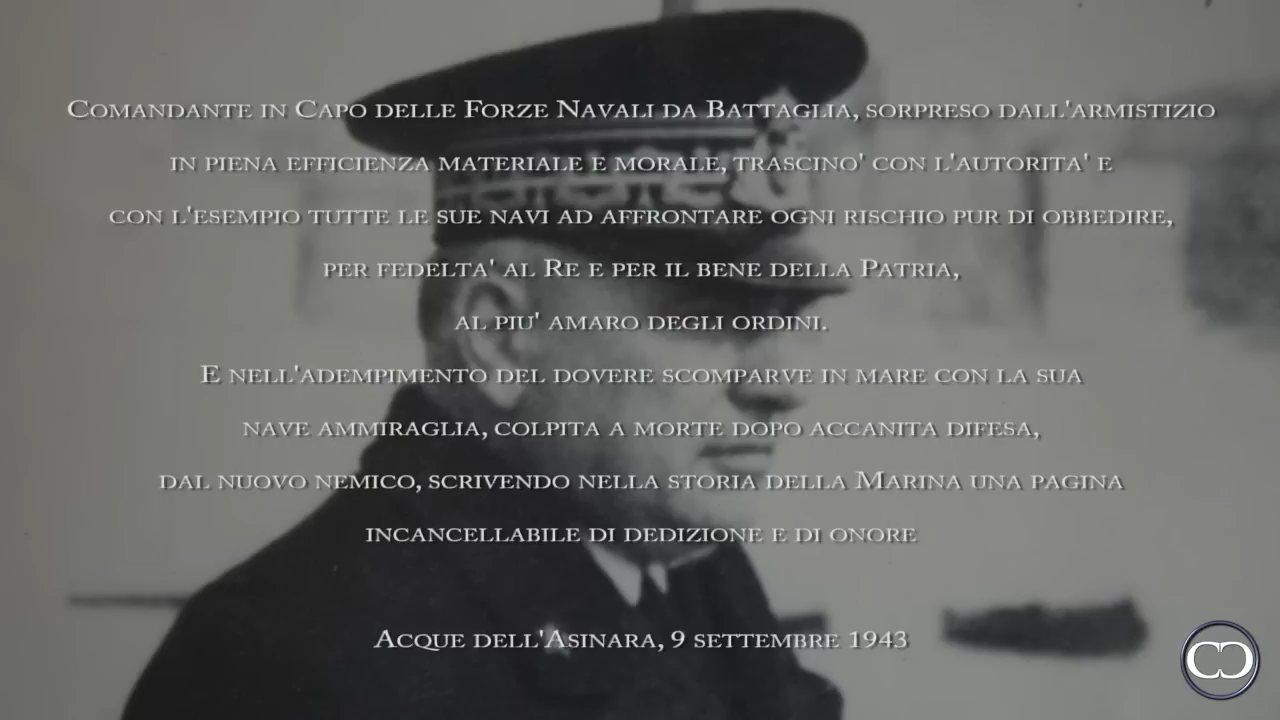 Comandante in Capo delle Forze Navali da Battaglia, sorpreso dall'armistizio
in piena efficienza materiale e morale, trascino' con l'autorita' e
con l'esempio tutte le sue navi ad affrontare ogni rischio pur di obbedire,
per fedelta' al Re e per il bene della Patria,
al piu' amaro degli ordini.
E nell'adempimento del dovere scomparve in mare con la sua
nave ammiraglia, colpita a morte dopo accanita difesa,
dal nuovo nemico, scrivendo nella storia della Marina una pagina
incancellabile di dedizione e di onore
Acque dell'Asinara, 9 settembre 1943